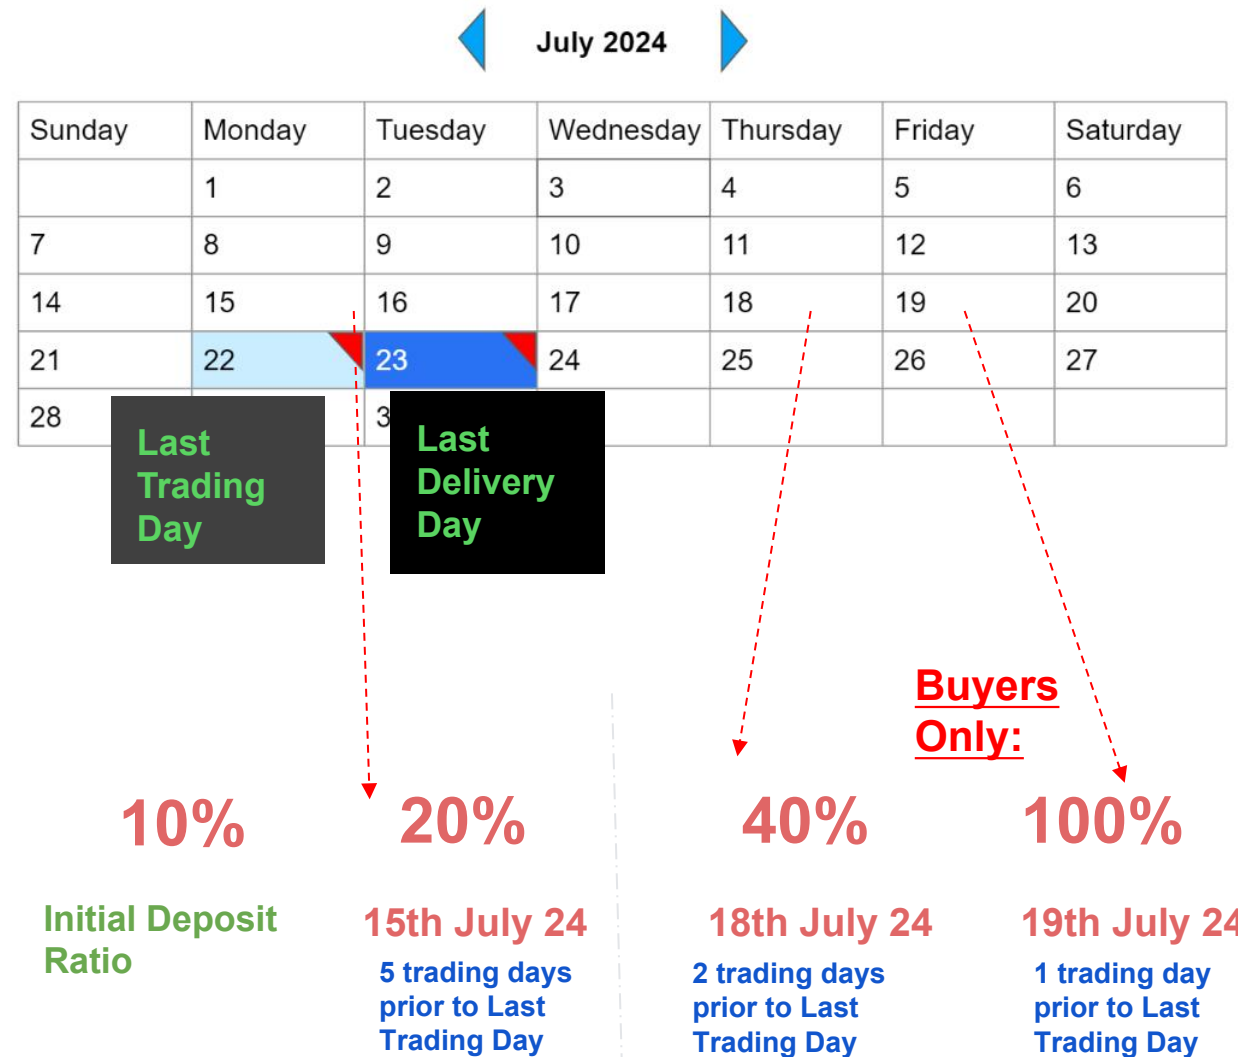 July 2024
Sunday Monday Tuesday Wednesday Thursday Friday Saturday
1 2 3 4 5 6
7 8 9 10 11 12 13
14 15 16 17 18 19 20
21 22 23 24 25 26 27
28 3
Last
Trading
Day
Last
Delivery
Day
Buyers
Only:
10% 20% 40% 100%
Initial Deposit
Ratio
15th July 24
5 trading days
prior to Last
Trading Day
18th July 24
2 trading days
prior to Last
Trading Day
19th July 24
1 trading day
prior to Last
Trading Day